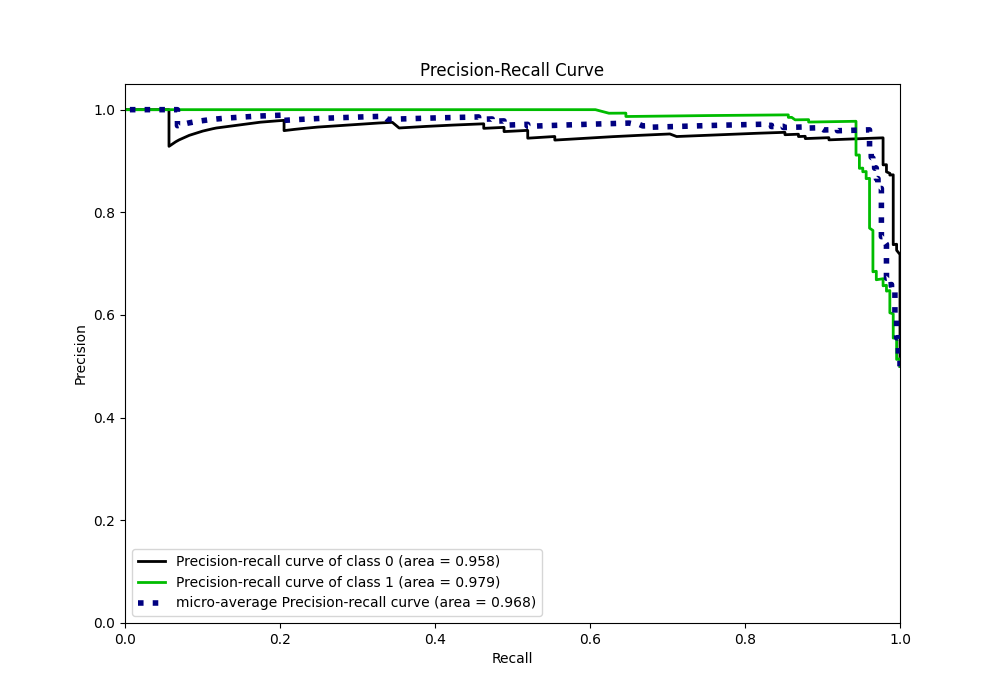 Precision-Recall Curve
1.0
0.8
0.6
0.4
0.2
0.0
Precision
Precision-recall curve of class 0 (area = 0.958)
Precision-recall curve of class 1 (area = 0.979)
micro-average Precision-recall curve (area = 0.968)
0.0 0.2 0.4 0.6 0.8 1.0
Recall